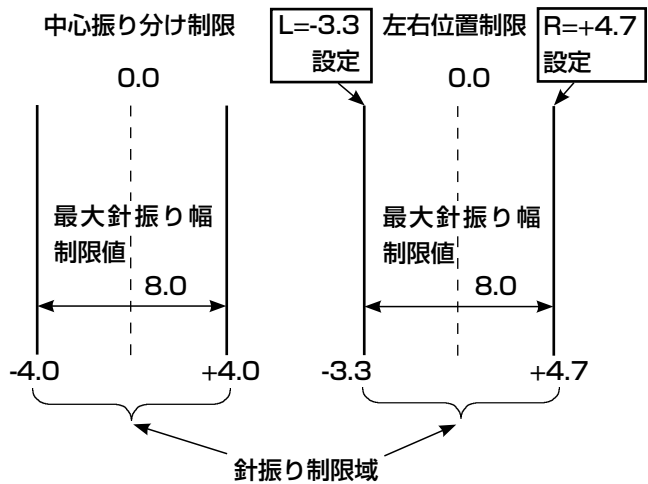 中心振り分け制限
0.0
最大針振り幅
制限値
8.0
-4.0
+4.0
L=-3.3
設定
左右位置制限
R=+4.7
設定
0.0
最大針振り幅
制限値
8.0
-3.3
+4.7
針振り制限域